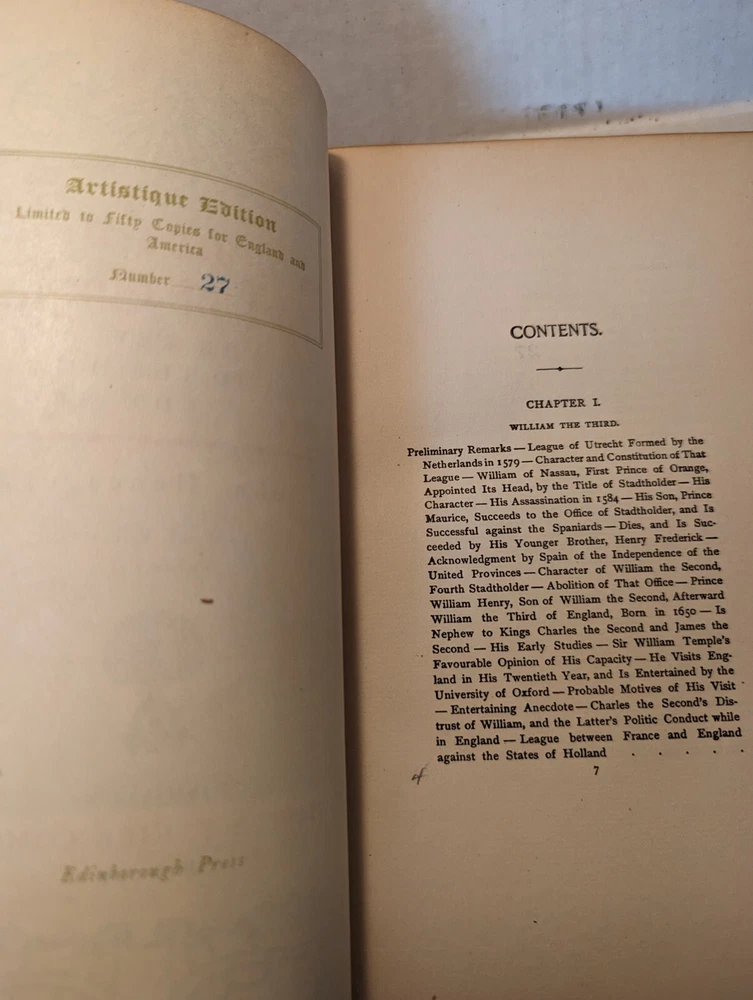 Artistique Edition
Limited to Fifty Copies for England and
America
Number 27
Edinborough Press
CONTENTS.
CHAPTER I.
WILLIAM THE THIRD.
Preliminary Remarks — League of Utrecht Formed by the
Netherlands in 1579 — Character and Constitution of That
League — William of Nassau, First Prince of Orange,
Appointed Its Head, by the Title of Stadtholder — His
Character — His Assassination in 1584 — His Son, Prince
Maurice, Succeeds to the Office of Stadtholder, and Is
Successful against the Spaniards — Dies, and Is Suc-
ceeded by His Younger Brother, Henry Frederick —
Acknowledgment by Spain of the Independence of the
United Provinces — Character of William the Second,
Fourth Stadtholder — Abolition of That Office — Prince
William Henry, Son of William the Second, Afterward
William the Third of England, Born in 1650 — Is
Nephew to Kings Charles the Second and James the
Second — His Early Studies — Sir William Temple's
Favourable Opinion of His Capacity — He Visits Eng-
land in His Twentieth Year, and Is Entertained by the
University of Oxford — Probable Motives of His Visit
— Entertaining Anecdote — Charles the Second's Dis-
trust of William, and the Latter's Politic Conduct while
in England — League between France and England
against the States of Holland . . . .
7